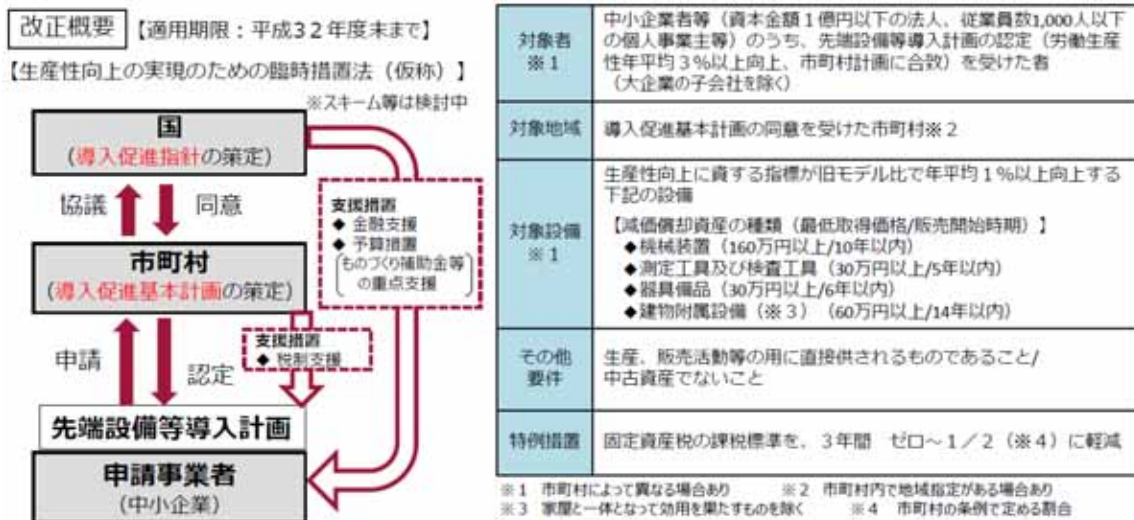 改正概要 【適用期限：平成３２年度末まで】
【生産性向上の実現のための臨時措置法（仮称）】
※スキーム等は検討中
国
（導入促進指針の策定）
協議 同意
市町村
（導入促進基本計画の策定）
支援措置
◆ 金融支援
◆ 予算措置
ものづくり補助金等
の重点支援
支援措置
◆ 税制支援
申請 認定
先端設備等導入計画
申請事業者
（中小企業）
対象者
※１
中小企業者等（資本金額１億円以下の法人、従業員数1,000人以下
の個人事業主等）のうち、先端設備等導入計画の認定（労働生産
性年平均３％以上向上、市町村計画に合致）を受けた者
（大企業の子会社を除く）
対象地域
導入促進基本計画の同意を受けた市町村※２
対象設備
※１
生産性向上に資する指標が旧モデル比で年平均１％以上向上する
下記の設備
【減価償却資産の種類（最低取得価格/販売開始時期）】
◆機械装置（160万円以上/10年以内）
◆測定工具及び検査工具（30万円以上/5年以内）
◆器具備品（30万円以上/6年以内）
◆建物附属設備（※３）（60万円以上/14年以内）
その他
要件
生産、販売活動等の用に直接供されるものであること/
中古資産でないこと
特例措置
固定資産税の課税標準を、３年間　ゼロ～１／２（※４）に軽減
※１　市町村によって異なる場合あり　　※２　市町村内で地域指定がある場合あり
※３　家屋と一体となって効用を果たすものを除く　　※４　市町村の条例で定める割合